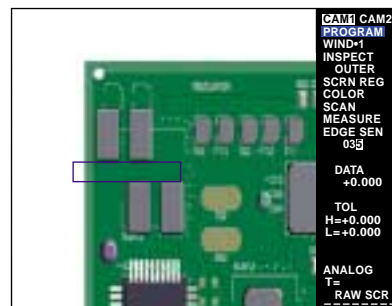 CAM1 CAM2
PROGRAM
WIND•1
INSPECT
OUTER
SCRN REG
COLOR
SCAN
MEASURE
EDGE SEN
035
DATA
+0.000
TOL
H=+0.000
L=+0.000
ANALOG
T=
RAW SCR